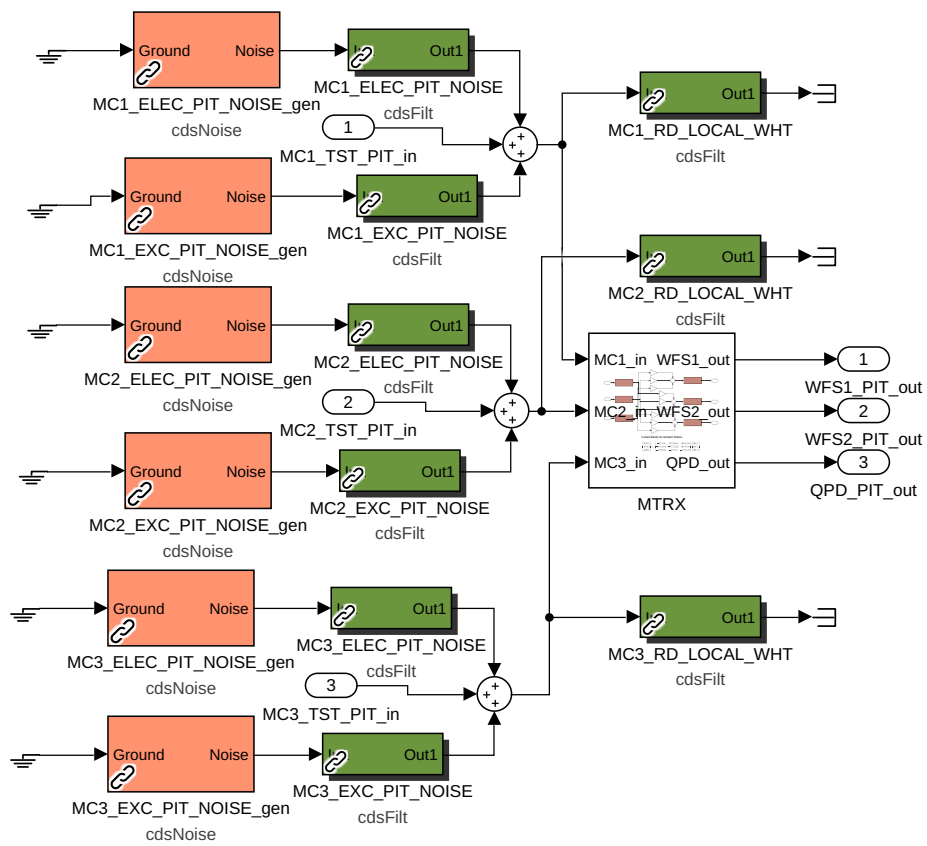 Ground Noise
MC1_ELEC_PIT_NOISE_gen
cdsNoise
Out1
MC1_ELEC_PIT_NOISE
cdsFilt
1
MC1_TST_PIT_in
Ground Noise
MC1_EXC_PIT_NOISE_gen
cdsNoise
Out1
MC1_EXC_PIT_NOISE
cdsFilt
+
+
+
Out1
MC1_RD_LOCAL_WHT
cdsFilt
Ground Noise
MC2_ELEC_PIT_NOISE_gen
cdsNoise
Out1
MC2_ELEC_PIT_NOISE
cdsFilt
2
MC2_TST_PIT_in
Ground Noise
MC2_EXC_PIT_NOISE_gen
cdsNoise
Out1
MC2_EXC_PIT_NOISE
cdsFilt
+
+
+
Out1
MC2_RD_LOCAL_WHT
cdsFilt
MC1_in WFS1_out
MC2_in WFS2_out
MC3_in QPD_out
MTRX
1
WFS1_PIT_out
2
WFS2_PIT_out
3
QPD_PIT_out
Ground Noise
MC3_ELEC_PIT_NOISE_gen
cdsNoise
Out1
MC3_ELEC_PIT_NOISE
cdsFilt
3
MC3_TST_PIT_in
Ground Noise
MC3_EXC_PIT_NOISE_gen
cdsNoise
Out1
MC3_EXC_PIT_NOISE
cdsFilt
+
+
+
Out1
MC3_RD_LOCAL_WHT
cdsFilt